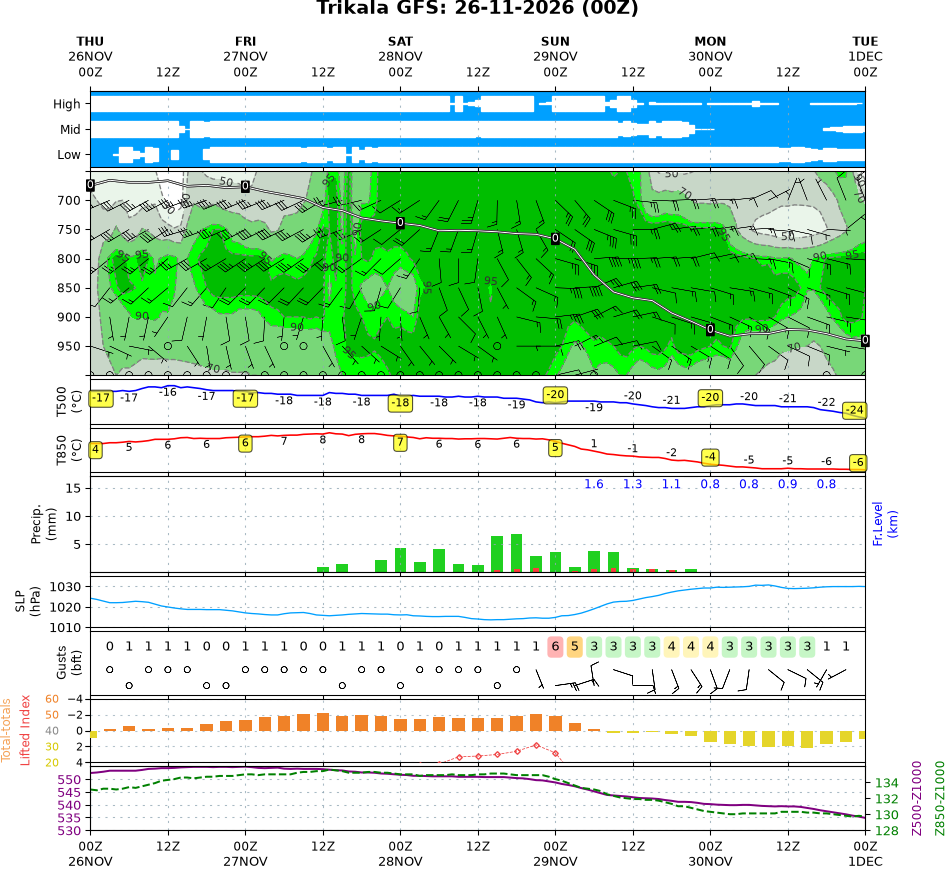 Trikala GFS: 26-11-2026 (00Z)
THU FRI SAT SUN MON TUE
26NOV 27NOV 28NOV 29NOV 30NOV 1DEC
00Z 12Z 00Z 12Z 00Z 12Z 00Z 12Z 00Z 12Z 00Z
High
Mid
Low
700
750
800
850
900
950
T500
(°C)
-17 -17 -16 -17 -17 -18 -18 -18 -18 -18 -18 -19 -20 -19 -20 -21 -20 -20 -21 -22 -24
T850
(°C)
4 5 6 6 6 7 8 8 7 6 6 6 5 1 -1 -2 -4 -5 -5 -6 -6
Precip.
(mm)
15
10
5
1.6 1.3 1.1 0.8 0.8 0.9 0.8
Fr.Level
(km)
SLP
(hPa)
1030
1020
1010
Gusts
(bft)
0 1 1 1 1 0 0 1 1 1 1 0 1 1 1 0 1 0 1 1 1 1 1 6 5 3 3 3 3 4 4 4 3 3 3 3 3 1 1
Total-totals
Lifted Index
60 −4
50 −2
40 0
30 2
20 4
550
545
540
535
530
134
132
130
128
Z500-Z1000
Z850-Z1000
00Z 12Z 00Z 12Z 00Z 12Z 00Z 12Z 00Z 12Z 00Z
26NOV 27NOV 28NOV 29NOV 30NOV 1DEC